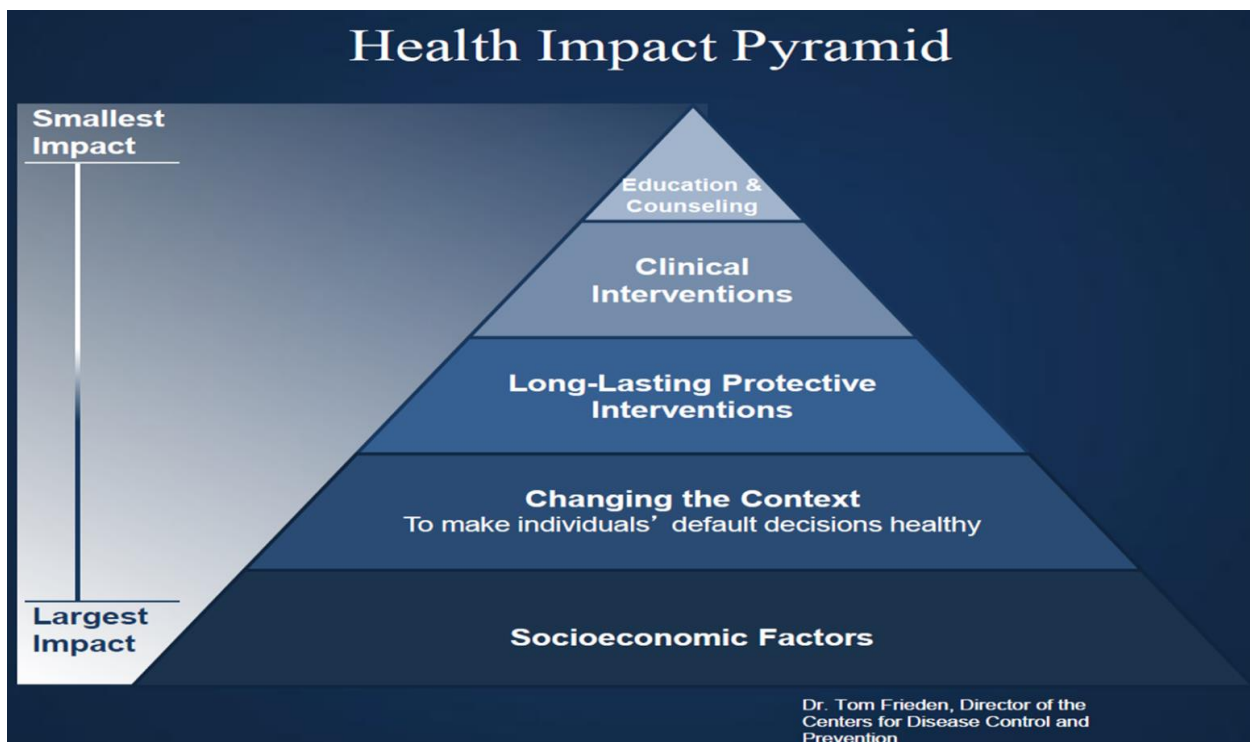 Health Impact Pyramid
Smallest
Impact
Education &
Counseling
Clinical
Interventions
Long-Lasting Protective
Interventions
Changing the Context
To make individuals’ default decisions healthy
Largest
Impact
Socioeconomic Factors
Dr. Tom Frieden, Director of the
Centers for Disease Control and
Prevention